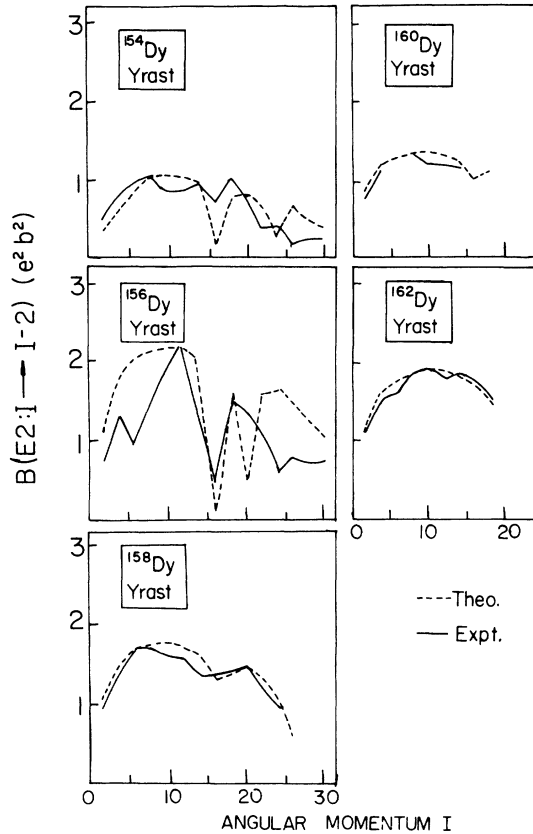 3
2
1
0
¹⁵⁴Dy
Yrast
¹⁶⁰Dy
Yrast
3
2
1
¹⁵⁶Dy
Yrast
¹⁶²Dy
Yrast
0 10 20
3
2
1
¹⁵⁸Dy
Yrast
0 10 20 30
B(E2:I → I-2) (e²b²)
---- Theo.
— Expt.
ANGULAR MOMENTUM I